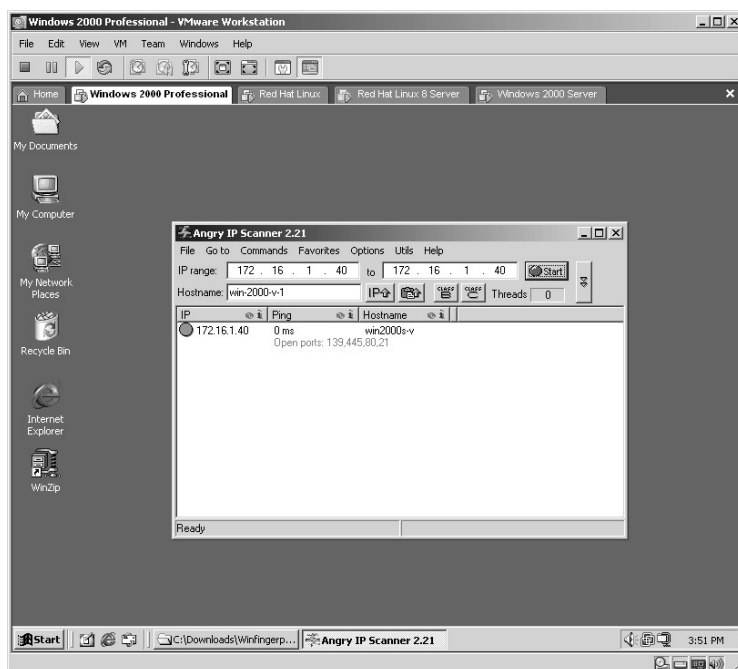 Windows 2000 Professional - VMware Workstation
File Edit View VM Team Windows Help
Home Windows 2000 Professional Red Hat Linux Red Hat Linux 8 Server Windows 2000 Server
My Documents
My Computer
My Network
Places
Recycle Bin
Internet
Explorer
WinZip
Angry IP Scanner 2.21
File Go to Commands Favorites Options Utils Help
IP range: 172 . 16 . 1 . 40 to 172 . 16 . 1 . 40 Start
Hostname: win-2000-v-1 IP Threads 0
IP Ping Hostname
172.16.1.40 0 ms win2000s-v
Open ports: 139,445,80,21
Ready
Start C:\Downloads\Winfingerp... Angry IP Scanner 2.21 3:51 PM